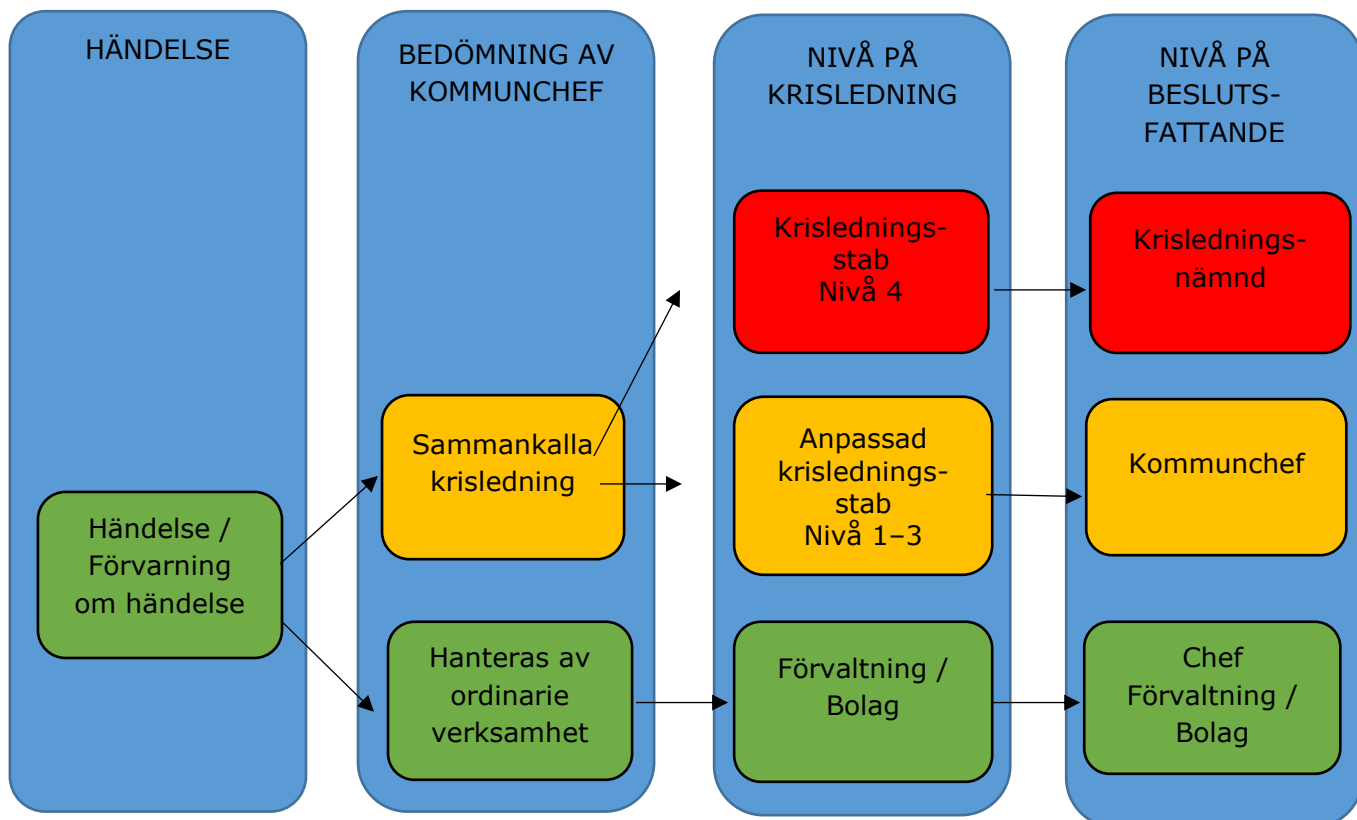 HÄNDELSE
Händelse /
Förvarning
om händelse
BEDÖMNING AV
KOMMUNCHEF
Sammankalla
krisledning
Hanteras av
ordinarie
verksamhet
NIVÅ PÅ
KRISLEDNING
Krislednings-
stab
Nivå 4
Anpassad
krislednings-
stab
Nivå 1–3
Förvaltning /
Bolag
NIVÅ PÅ
BESLUTS-
FATTANDE
Krislednings-
nämnd
Kommunchef
Chef
Förvaltning /
Bolag